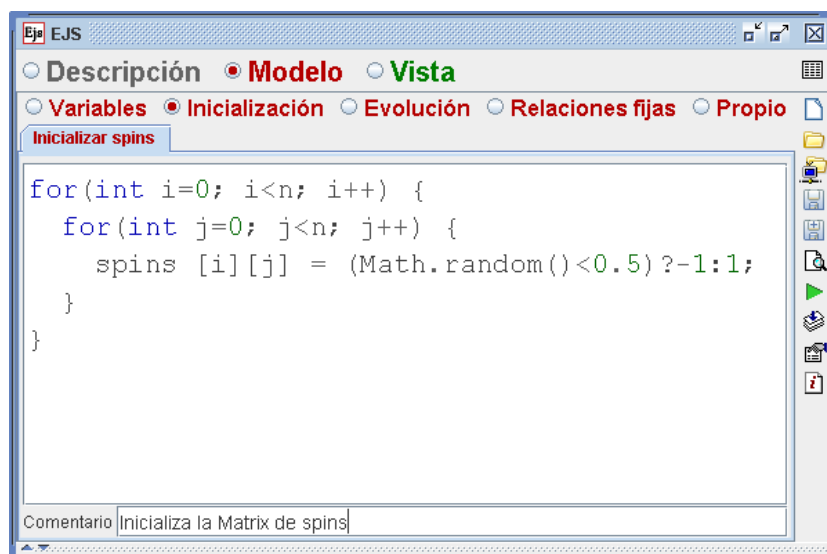 Ejs EJS
Descripción Modelo Vista
Variables Inicialización Evolución Relaciones fijas Propio
Inicializar spins
for(int i=0; i<n; i++) {
for(int j=0; j<n; j++) {
spins [i][j] = (Math.random()<0.5)?-1:1;
}
}
Comentario Inicializa la Matrix de spins